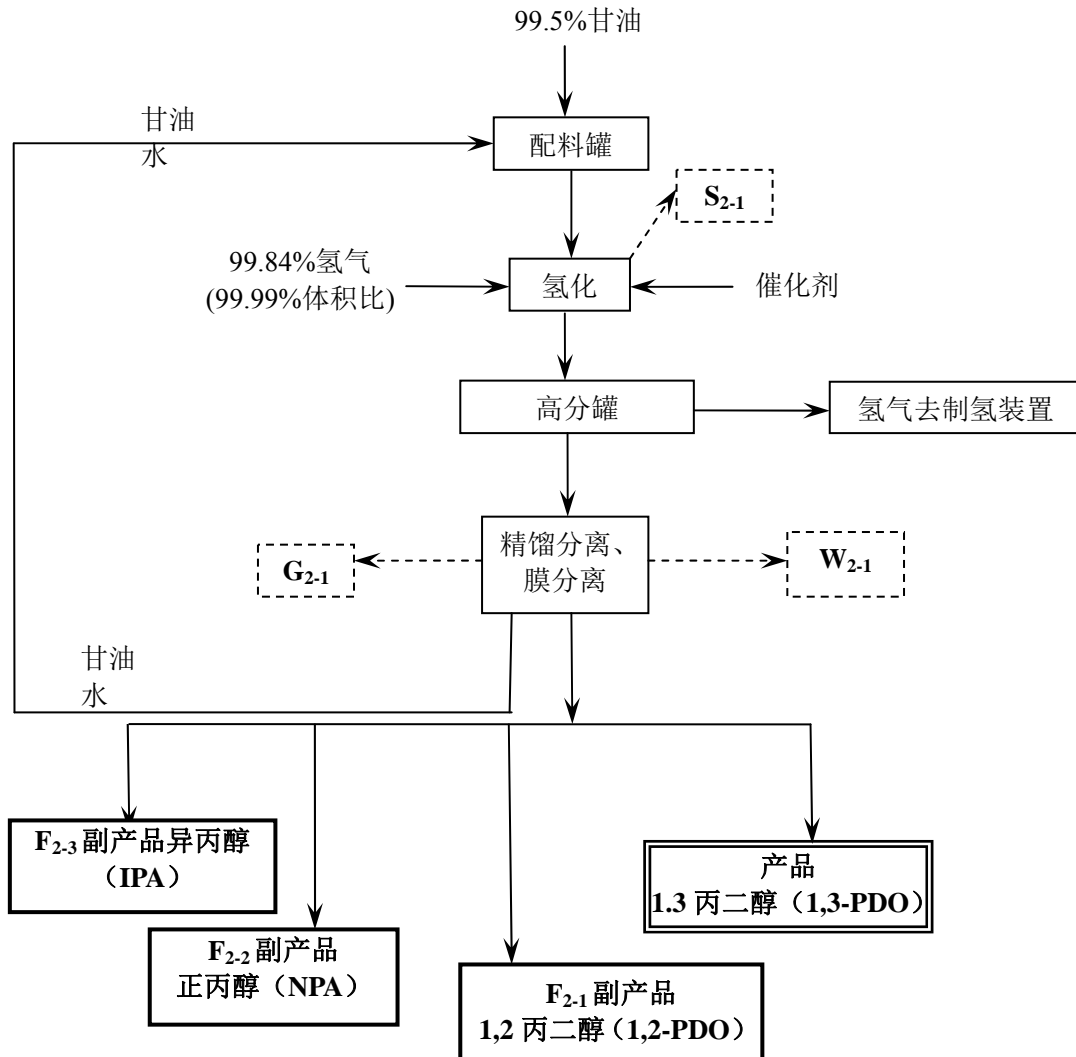 99.5%甘油
甘油
水
配料罐
S2-1
99.84%氢气
(99.99%体积比)
氢化
催化剂
高分罐
氢气去制氢装置
精馏分离、
膜分离
G2-1
W2-1
甘油
水
F2-3 副产品异丙醇
（IPA）
产品
1.3 丙二醇（1,3-PDO）
F2-2 副产品
正丙醇（NPA）
F2-1 副产品
1,2 丙二醇（1,2-PDO）